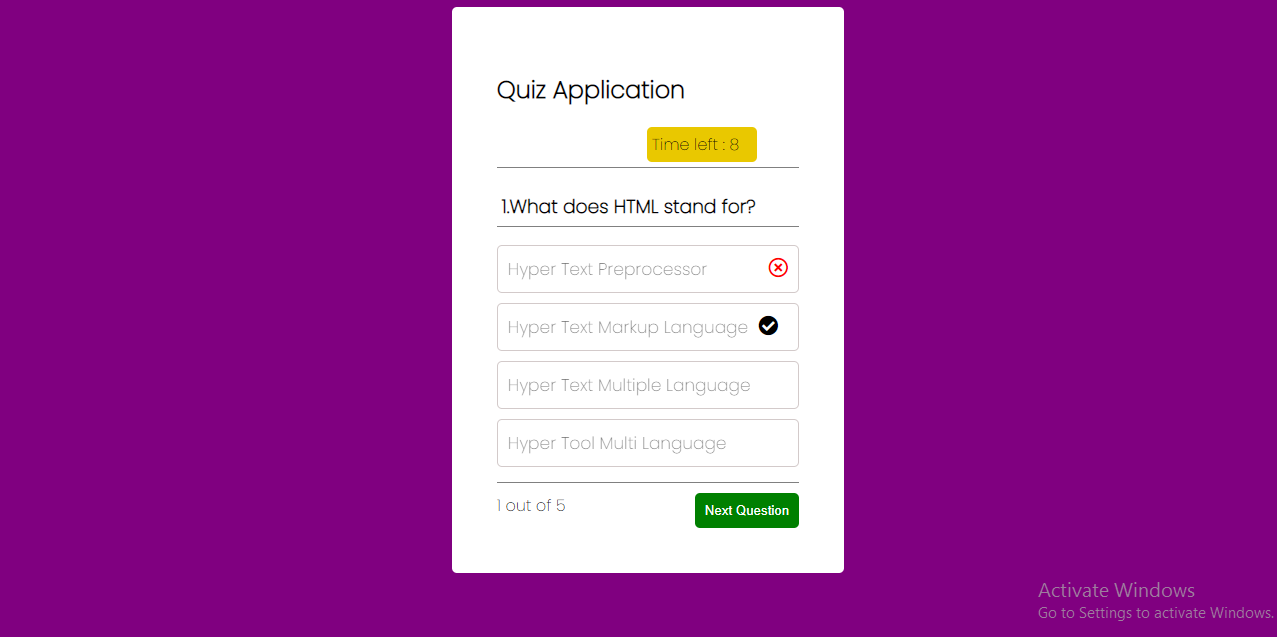 Quiz Application
Time left : 8
1.What does HTML stand for?
Hyper Text Preprocessor
Hyper Text Markup Language
Hyper Text Multiple Language
Hyper Tool Multi Language
1 out of 5
Next Question
Activate Windows
Go to Settings to activate Windows.